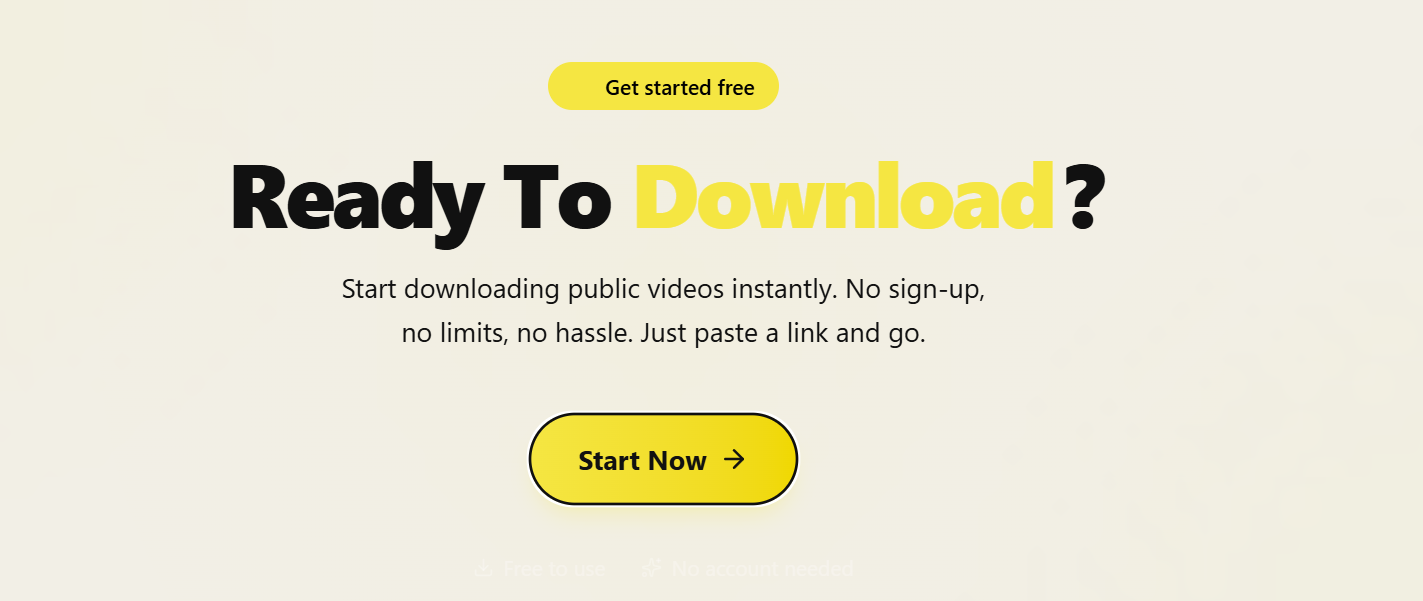 Get started free
Ready To Download?
Start downloading public videos instantly. No sign-up,
no limits, no hassle. Just paste a link and go.
Start Now
Free to use No account needed